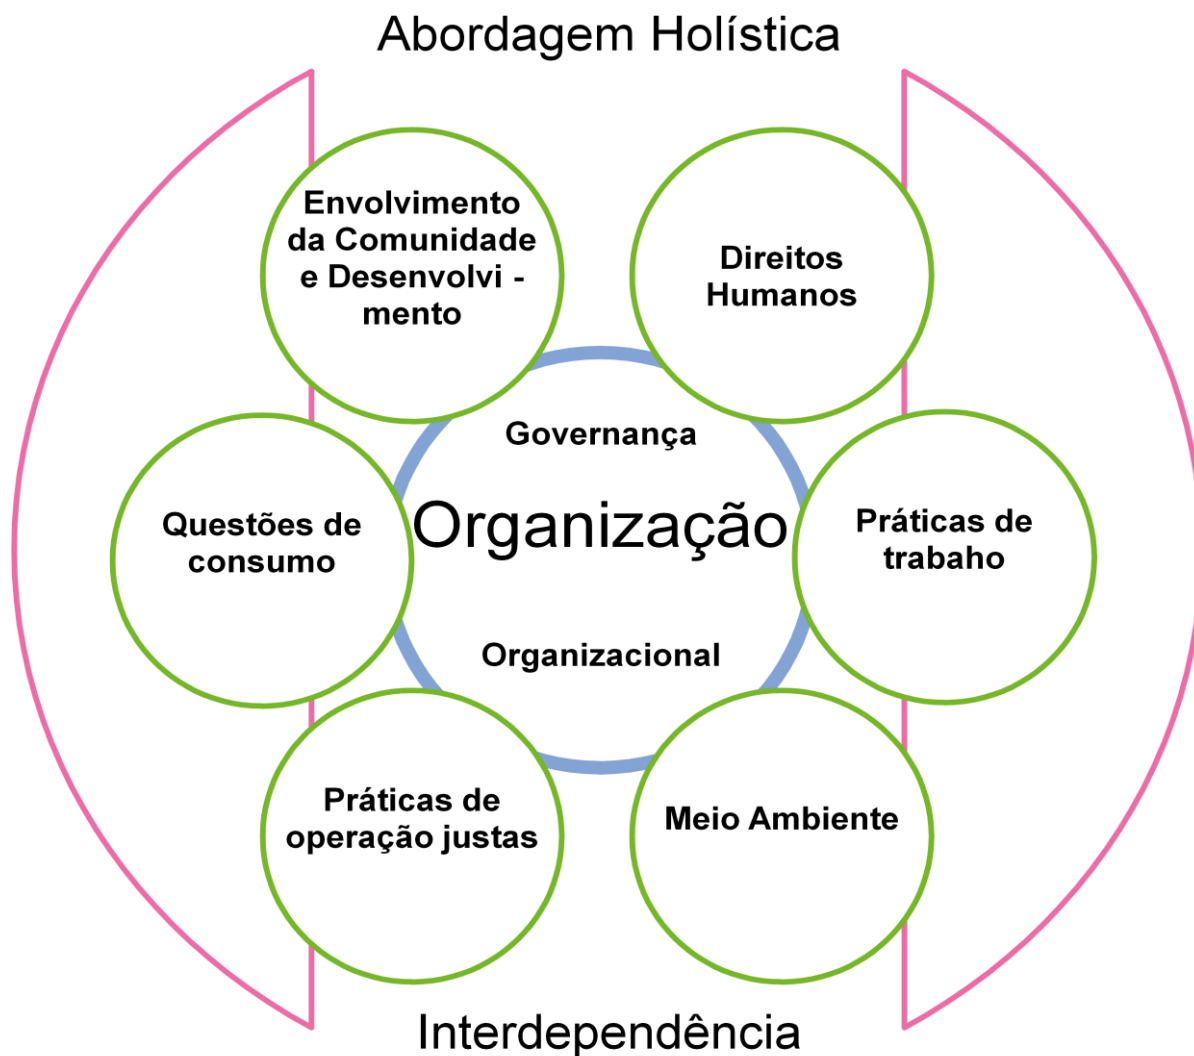 Abordagem Holística
Envolvimento
da Comunidade
e Desenvolvi -
mento
Direitos
Humanos
Governança
Organização
Organizacional
Questões de
consumo
Práticas de
trabaho
Práticas de
operação justas
Meio Ambiente
Interdependência